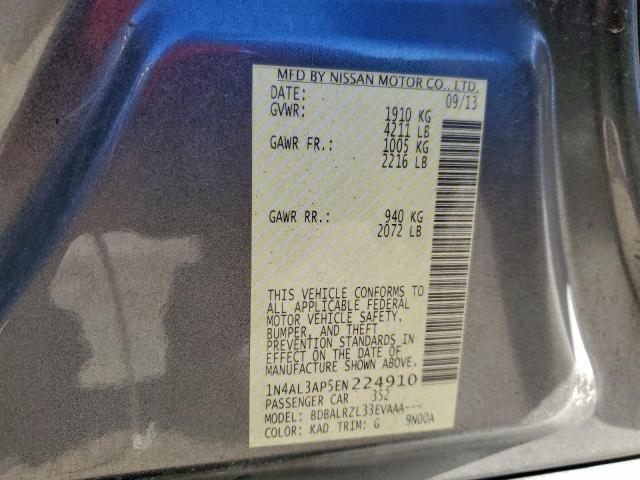 MFD BY NISSAN MOTOR CO., LTD.
DATE: 09/13
GVWR: 1910 KG
4211 LB
GAWR FR.: 1005 KG
2216 LB
GAWR RR.: 940 KG
2072 LB
THIS VEHICLE CONFORMS TO
ALL APPLICABLE FEDERAL
MOTOR VEHICLE SAFETY,
BUMPER, AND THEFT
PREVENTION STANDARDS IN
EFFECT ON THE DATE OF
MANUFACTURE SHOWN ABOVE.
1N4AL3AP5EN224910
PASSENGER CAR 352
MODEL: BDBALRZL33EVAAA---
COLOR: KAD TRIM: G 9N00A